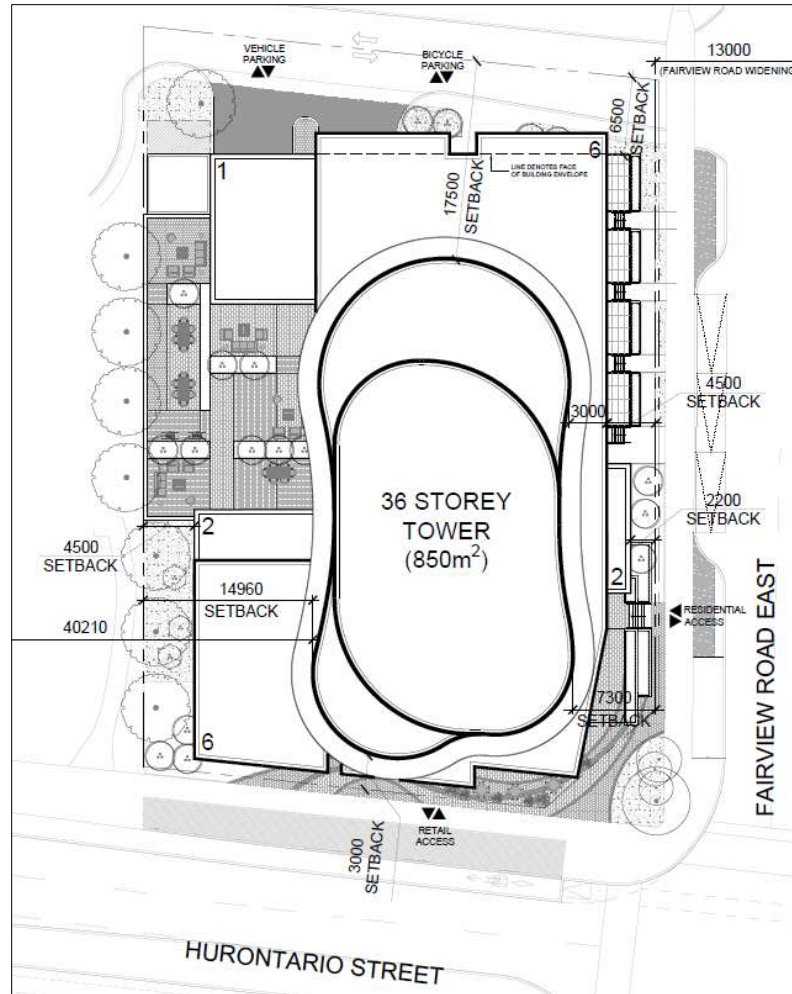 VEHICLE
PARKING
BICYCLE
PARKING
13000
(FAIRVIEW ROAD WIDENING
6500
SETBACK
1
6
LINE DENOTES FACE
OF BUILDING ENVELOPE
17500
SETBACK
3000
4500
SETBACK
36 STOREY
TOWER
(850m²)
2200
SETBACK
2
2
4500
SETBACK
14960
SETBACK
40210
RESIDENTIAL
ACCESS
7300
SETBACK
6
FAIRVIEW ROAD EAST
RETAIL
ACCESS
3000
SETBACK
HURONTARIO STREET